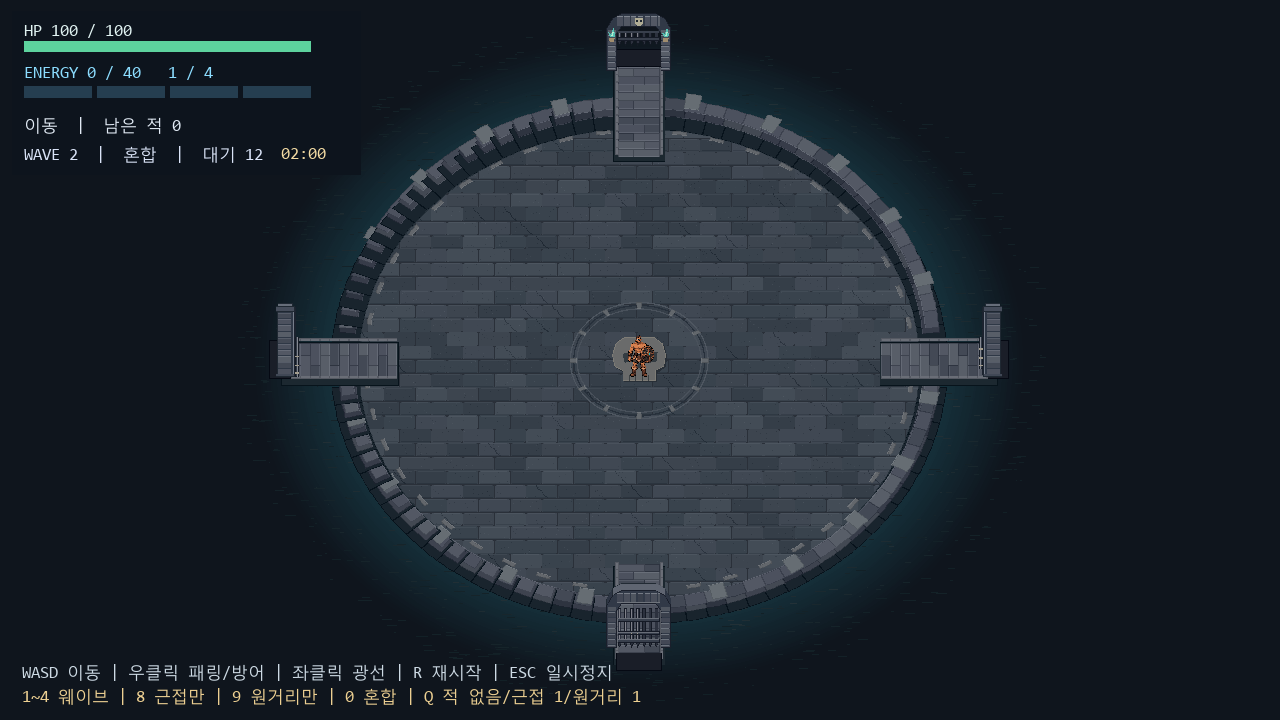 HP 100 / 100
ENERGY 0 / 40 1 / 4
이동 | 남은 적 0
WAVE 2 | 혼합 | 대기 12 02:00
WASD 이동 | 우클릭 패링/방어 | 좌클릭 광선 | R 재시작 | ESC 일시정지
1~4 웨이브 | 8 근접만 | 9 원거리만 | 0 혼합 | Q 적 없음/근접 1/원거리 1